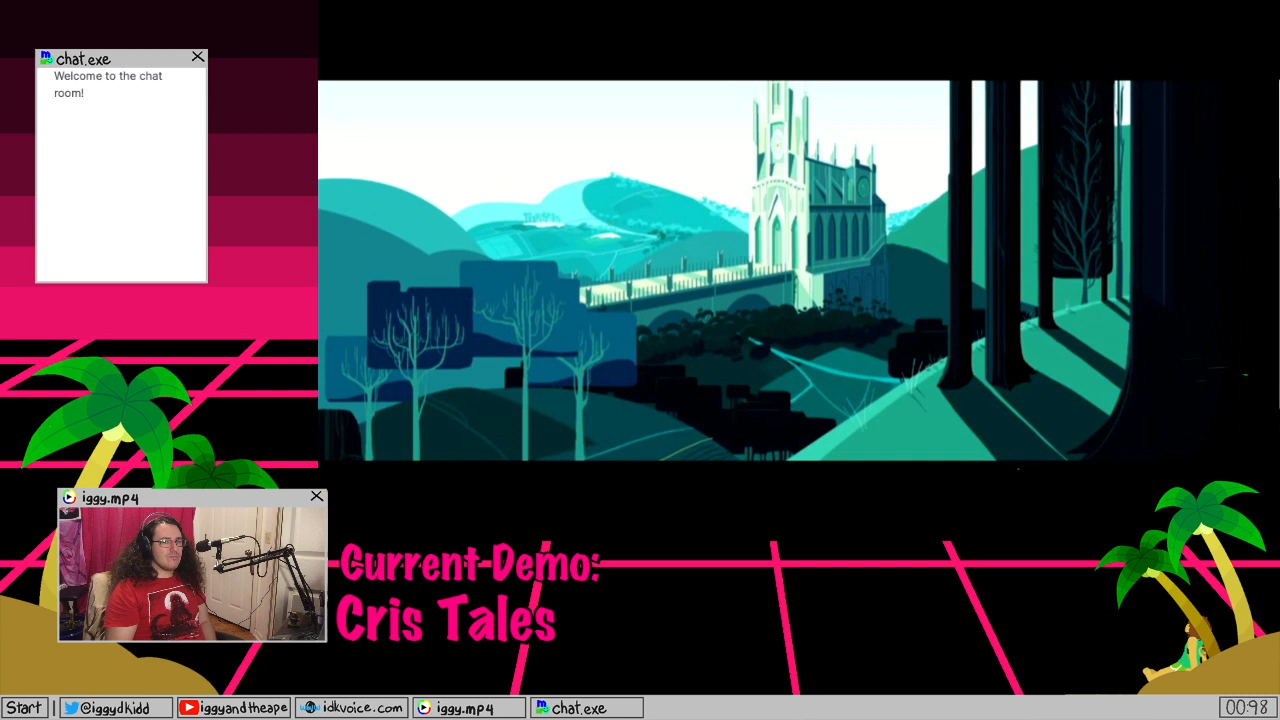 chat.exe
Welcome to the chat
room!
iggy.mp4
Current Demo:
Cris Tales
Start
@iggydkidd
iggyandtheape
www idkvoice.com
iggy.mp4
chat.exe
00:98